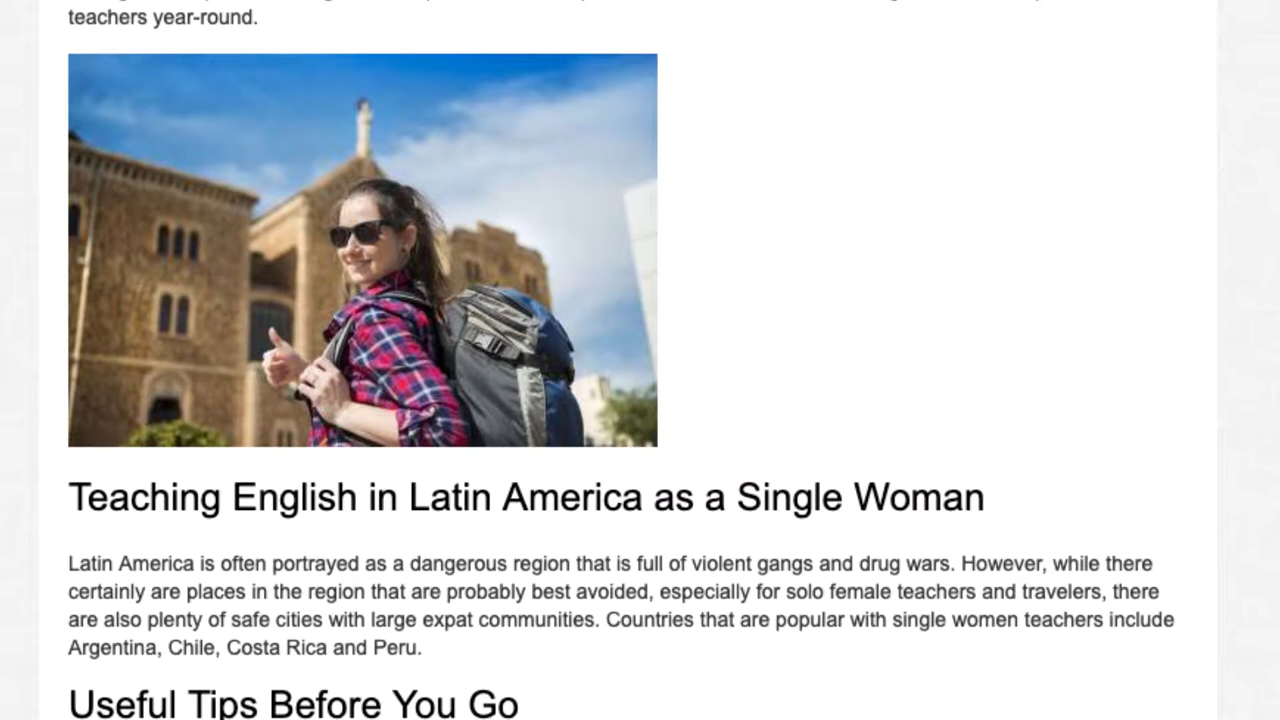 teachers year-round.
Teaching English in Latin America as a Single Woman
Latin America is often portrayed as a dangerous region that is full of violent gangs and drug wars. However, while there
certainly are places in the region that are probably best avoided, especially for solo female teachers and travelers, there
are also plenty of safe cities with large expat communities. Countries that are popular with single women teachers include
Argentina, Chile, Costa Rica and Peru.
Useful Tips Before You Go